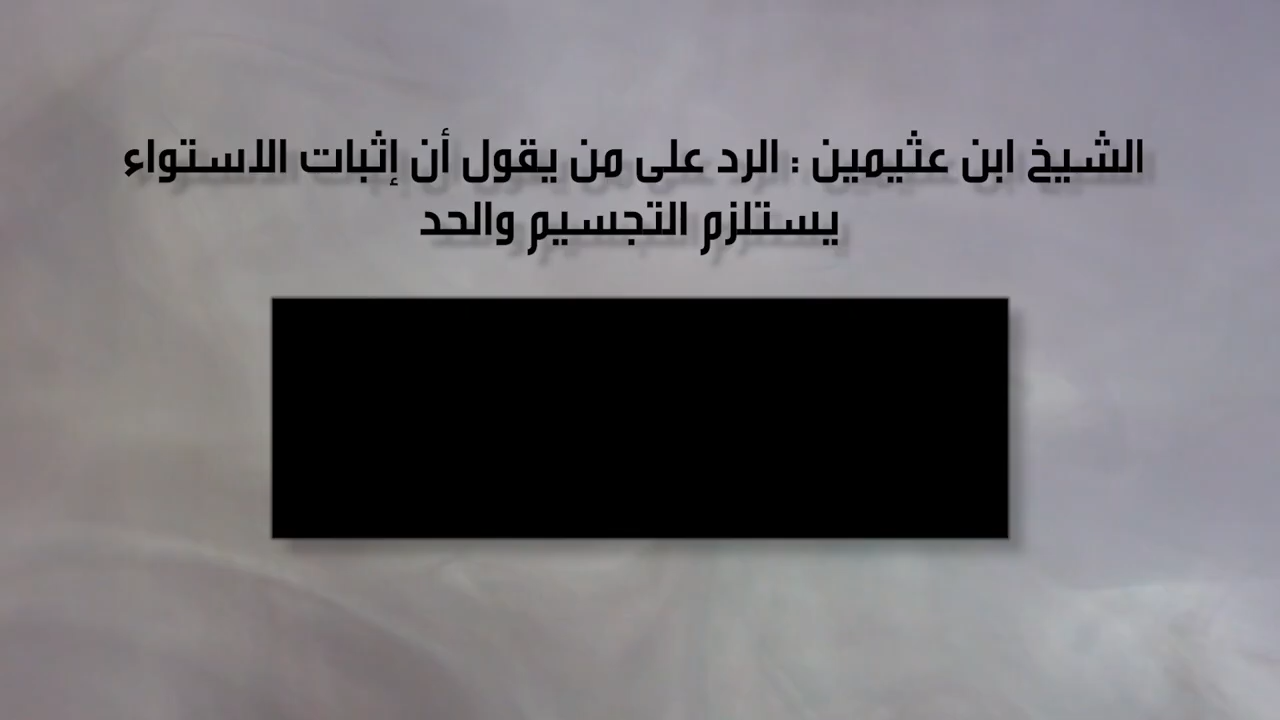 الشيخ ابن عثيمين : الرد على من يقول أن إثبات الاستواء
يستلزم التجسيم والحد